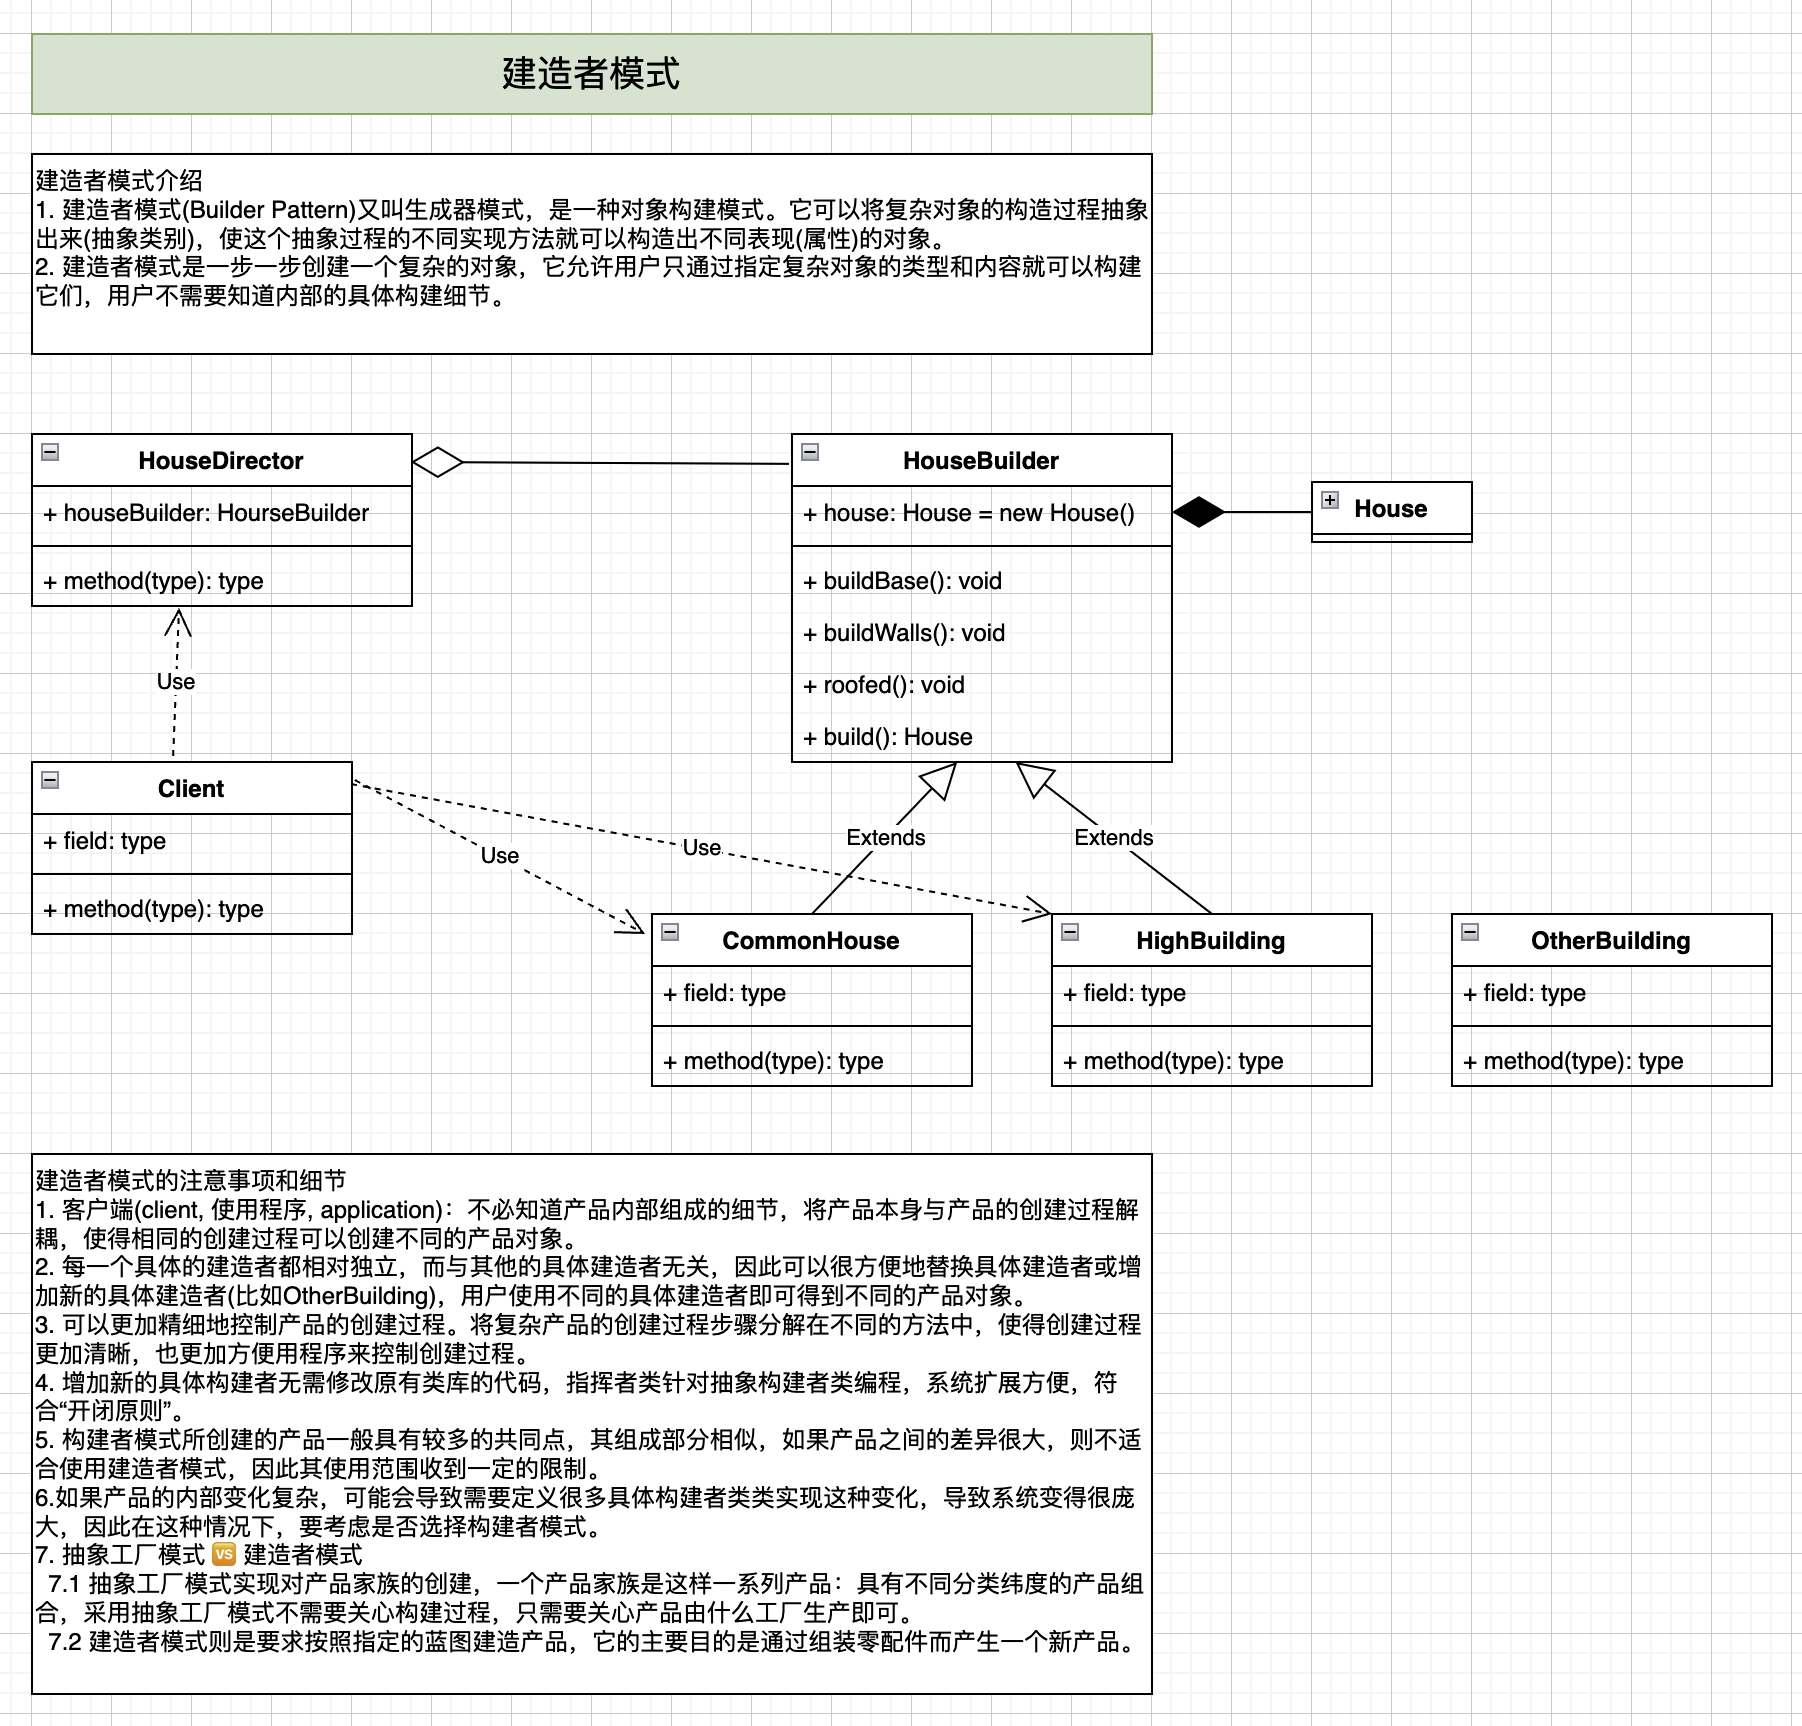 建造者模式
建造者模式介绍
1. 建造者模式(Builder Pattern)又叫生成器模式，是一种对象构建模式。它可以将复杂对象的构造过程抽象
出来(抽象类别)，使这个抽象过程的不同实现方法就可以构造出不同表现(属性)的对象。
2. 建造者模式是一步一步创建一个复杂的对象，它允许用户只通过指定复杂对象的类型和内容就可以构建
它们，用户不需要知道内部的具体构建细节。
HouseDirector
+ houseBuilder: HourseBuilder
+ method(type): type
HouseBuilder
+ house: House = new House()
+ buildBase(): void
+ buildWalls(): void
+ roofed(): void
+ build(): House
House
Use
Client
+ field: type
+ method(type): type
Use
Use
Extends
Extends
CommonHouse
+ field: type
+ method(type): type
HighBuilding
+ field: type
+ method(type): type
OtherBuilding
+ field: type
+ method(type): type
建造者模式的注意事项和细节
1. 客户端(client, 使用程序, application)：不必知道产品内部组成的细节，将产品本身与产品的创建过程解
耦，使得相同的创建过程可以创建不同的产品对象。
2. 每一个具体的建造者都相对独立，而与其他的具体建造者无关，因此可以很方便地替换具体建造者或增
加新的具体建造者(比如OtherBuilding)，用户使用不同的具体建造者即可得到不同的产品对象。
3. 可以更加精细地控制产品的创建过程。将复杂产品的创建过程步骤分解在不同的方法中，使得创建过程
更加清晰，也更加方便用程序来控制创建过程。
4. 增加新的具体构建者无需修改原有类库的代码，指挥者类针对抽象构建者类编程，系统扩展方便，符
合“开闭原则”。
5. 构建者模式所创建的产品一般具有较多的共同点，其组成部分相似，如果产品之间的差异很大，则不适
合使用建造者模式，因此其使用范围收到一定的限制。
6.如果产品的内部变化复杂，可能会导致需要定义很多具体构建者类类实现这种变化，导致系统变得很庞
大，因此在这种情况下，要考虑是否选择构建者模式。
7. 抽象工厂模式 🆚 建造者模式
7.1 抽象工厂模式实现对产品家族的创建，一个产品家族是这样一系列产品：具有不同分类纬度的产品组
合，采用抽象工厂模式不需要关心构建过程，只需要关心产品由什么工厂生产即可。
7.2 建造者模式则是要求按照指定的蓝图建造产品，它的主要目的是通过组装零配件而产生一个新产品。